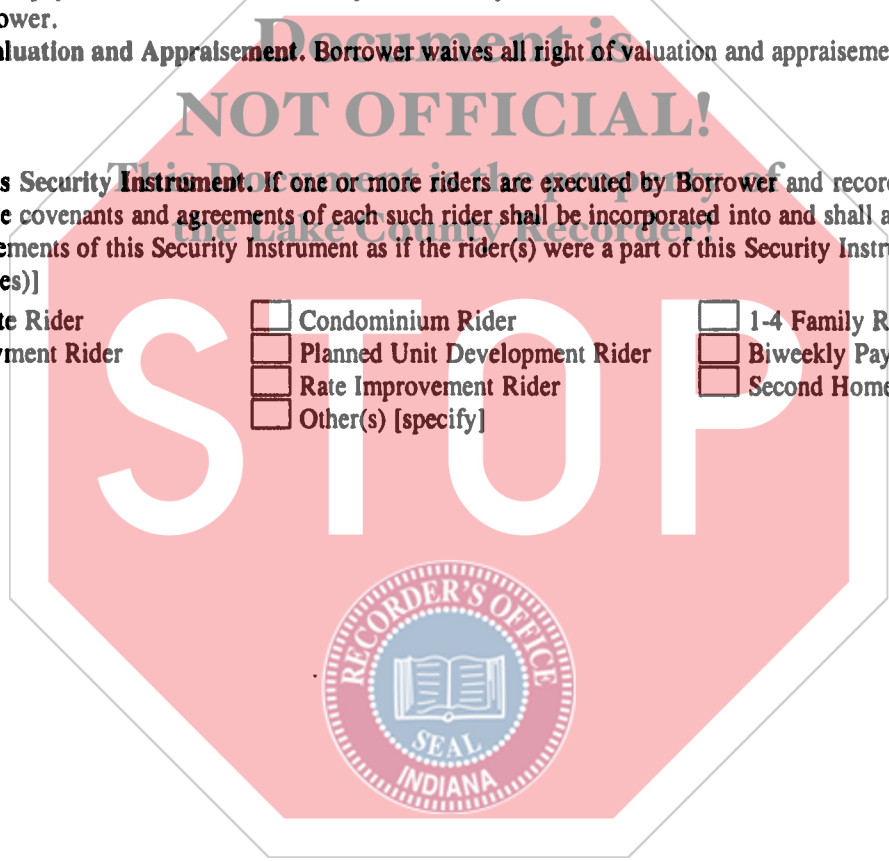 ower.
aluation and Appraisement. Borrower waives all right of valuation and appraiseme
Document is
NOT OFFICIAL!
This Document is the property of
the Lake County Recorder!
s Security Instrument. If one or more riders are executed by Borrower and recor
e covenants and agreements of each such rider shall be incorporated into and shall a
ements of this Security Instrument as if the rider(s) were a part of this Security Instr
es)]
te Rider Condominium Rider 1-4 Family R
yment Rider Planned Unit Development Rider Biweekly Pay
Rate Improvement Rider Second Home
Other(s) [specify]
STOP
RECORDER'S OFFICE
SEAL
INDIANA